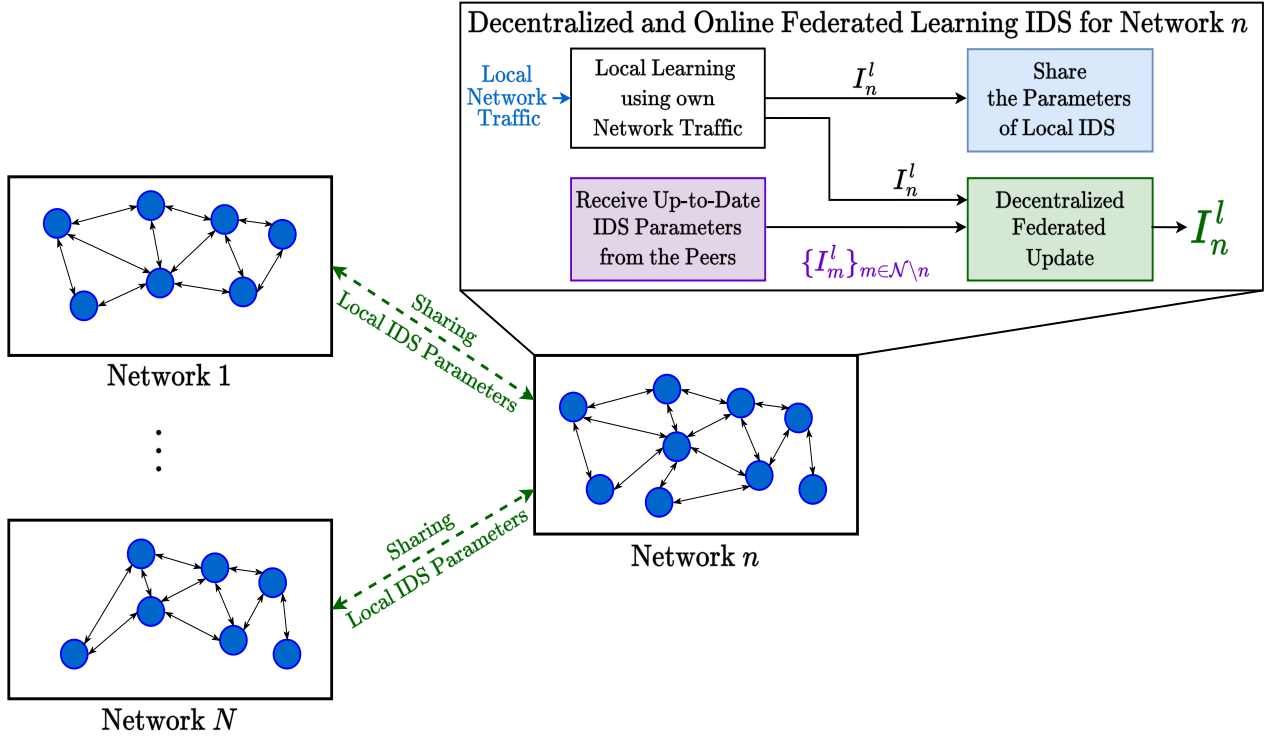 Decentralized and Online Federated Learning IDS for Network n
Local
Network
Traffic
Local Learning
using own
Network Traffic
I_n^l
Share
the Parameters
of Local IDS
I_n^l
Receive Up-to-Date
IDS Parameters
from the Peers
{I_m^l}_{m∈𝒩\n}
Decentralized
Federated
Update
I_n^l
Sharing
Local IDS Parameters
Network 1
Network n
Sharing
Local IDS Parameters
Network N